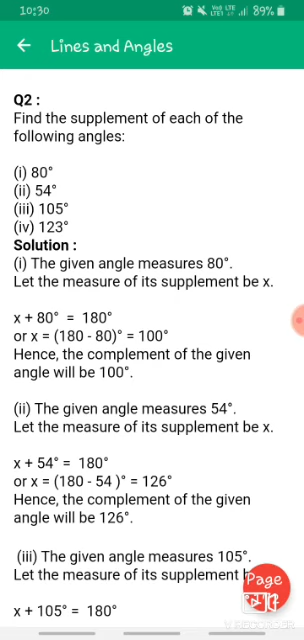 10:30
Vo) LTE
LTE1
89%
Lines and Angles
Q2 :
Find the supplement of each of the
following angles:
(i) 80°
(ii) 54°
(iii) 105°
(iv) 123°
Solution :
(i) The given angle measures 80°.
Let the measure of its supplement be x.
x + 80° = 180°
or x = (180 - 80)° = 100°
Hence, the complement of the given
angle will be 100°.
(ii) The given angle measures 54°.
Let the measure of its supplement be x.
x + 54° = 180°
or x = (180 - 54 )° = 126°
Hence, the complement of the given
angle will be 126°.
(iii) The given angle measures 105°.
Let the measure of its supplement
Page
x + 105° = 180°
RECORDER